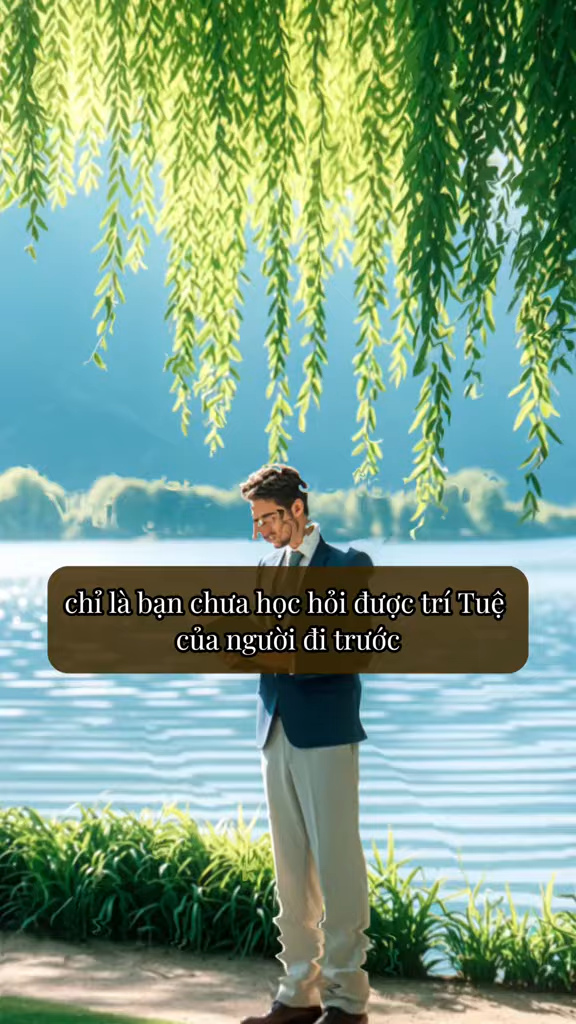 chỉ là bạn chưa học hỏi được trí Tuệ
của người đi trước